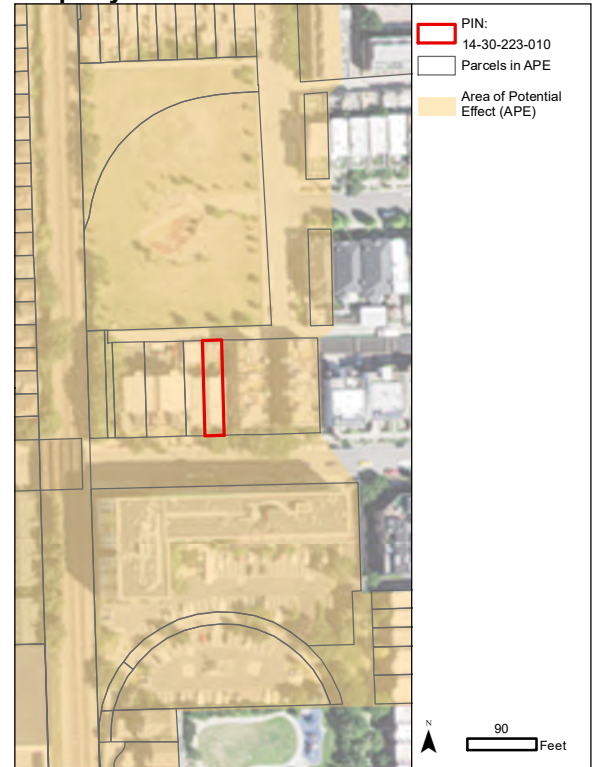 PIN:
14-30-223-010
Parcels in APE
Area of Potential
Effect (APE)
N
90
Feet